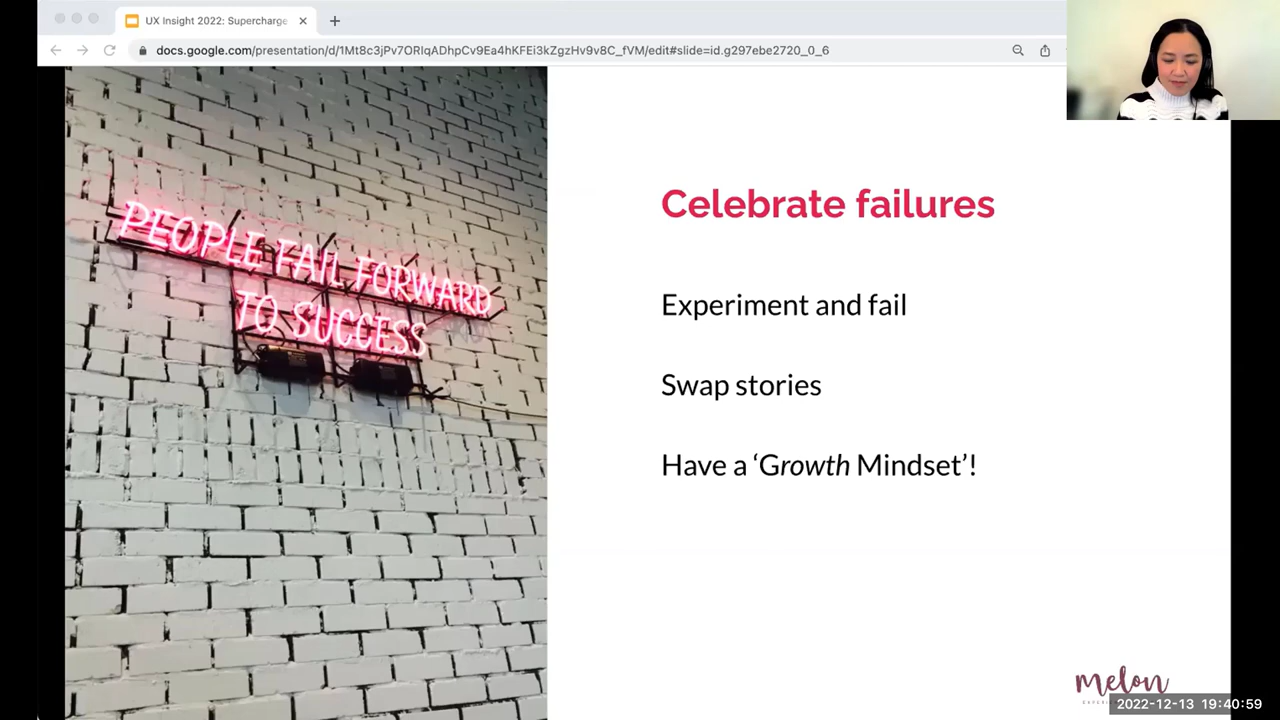 UX Insight 2022: Supercharge
docs.google.com/presentation/d/1Mt8c3jPv7ORIqADhpCv9Ea4hKFEi3kZgzHv9v8C_fVM/edit#slide=id.g297ebe2720_0_6
PEOPLE FAIL FORWARD
TO SUCCESS
Celebrate failures
Experiment and fail
Swap stories
Have a ‘Growth Mindset’!
melon
2022-12-13 19:40:59